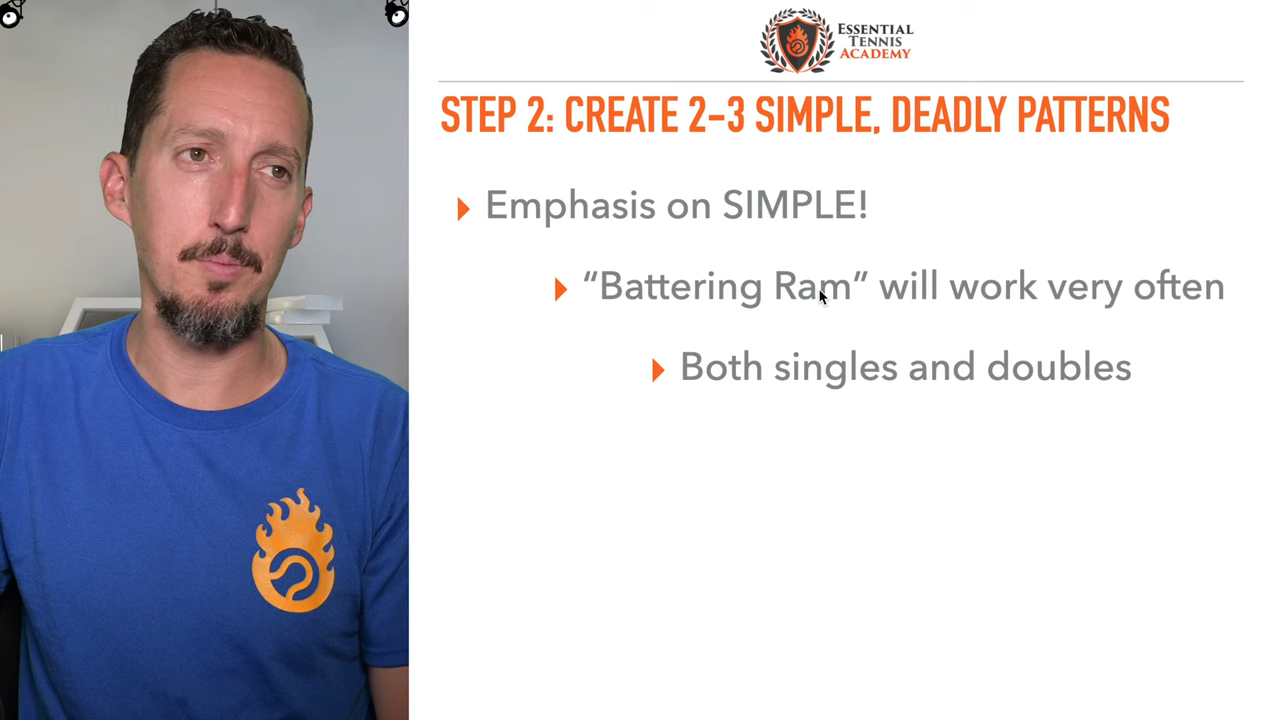 ESSENTIAL
TENNIS
ACADEMY
STEP 2: CREATE 2-3 SIMPLE, DEADLY PATTERNS
Emphasis on SIMPLE!
“Battering Ram” will work very often
Both singles and doubles